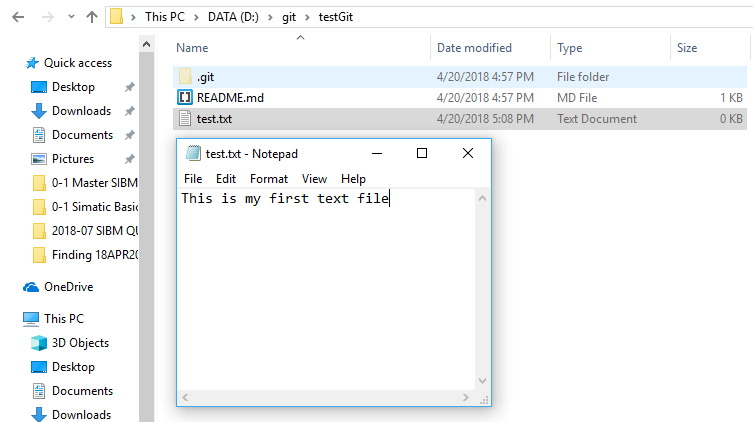 This PC > DATA (D:) > git > testGit
Name Date modified Type Size
Quick access
Desktop
Downloads
Documents
Pictures
0-1 Master SIBM
0-1 Simatic Basic
2018-07 SIBM QU
Finding 18APR20
OneDrive
This PC
3D Objects
Desktop
Documents
Downloads
.git 4/20/2018 4:57 PM File folder
README.md 4/20/2018 4:57 PM MD File 1 KB
test.txt 4/20/2018 5:08 PM Text Document 0 KB
test.txt - Notepad
File Edit Format View Help
This is my first text file